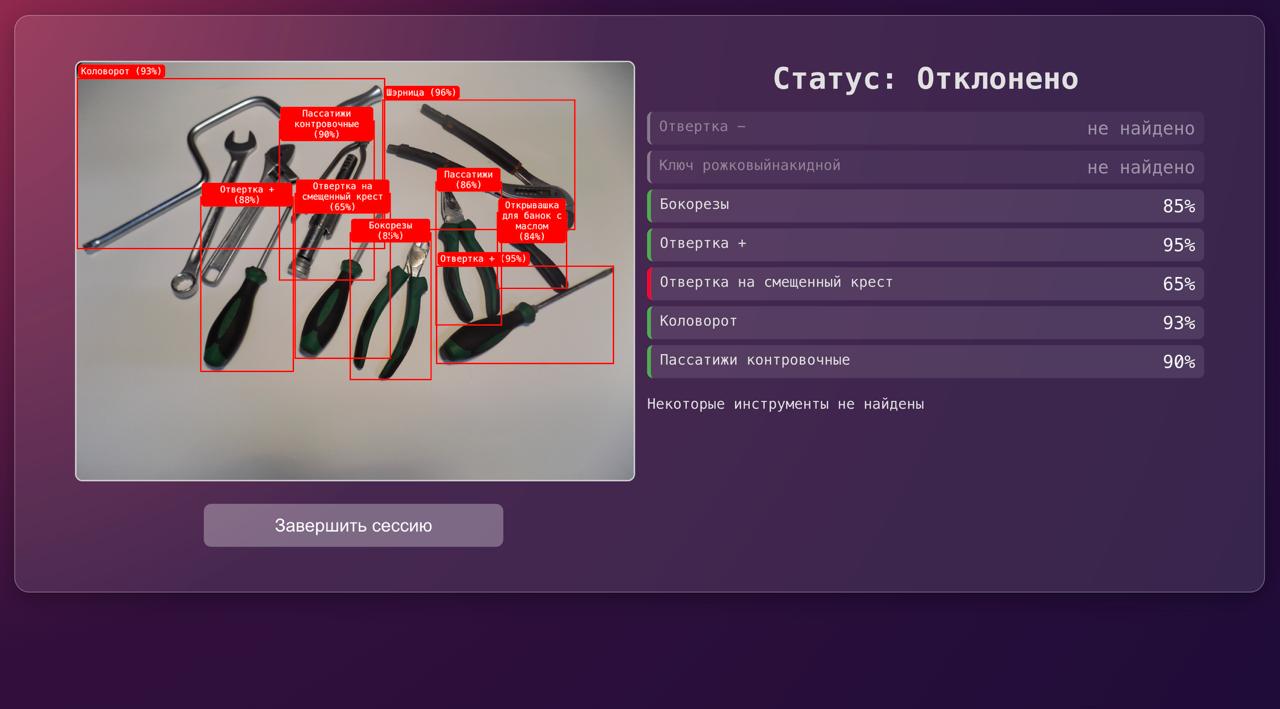 Коловорот (93%)
Шэрница (96%)
Пассатижи
контровочные
(90%)
Пассатижи
(86%)
Отвертка +
(88%)
Отвертка на
смещенный крест
(65%)
Открывашка
для банок с
маслом
(84%)
Бокорезы
(85%)
Отвертка + (95%)
Завершить сессию
Статус: Отклонено
Отвертка − не найдено
Ключ рожковыйнакидной не найдено
Бокорезы 85%
Отвертка + 95%
Отвертка на смещенный крест 65%
Коловорот 93%
Пассатижи контровочные 90%
Некоторые инструменты не найдены